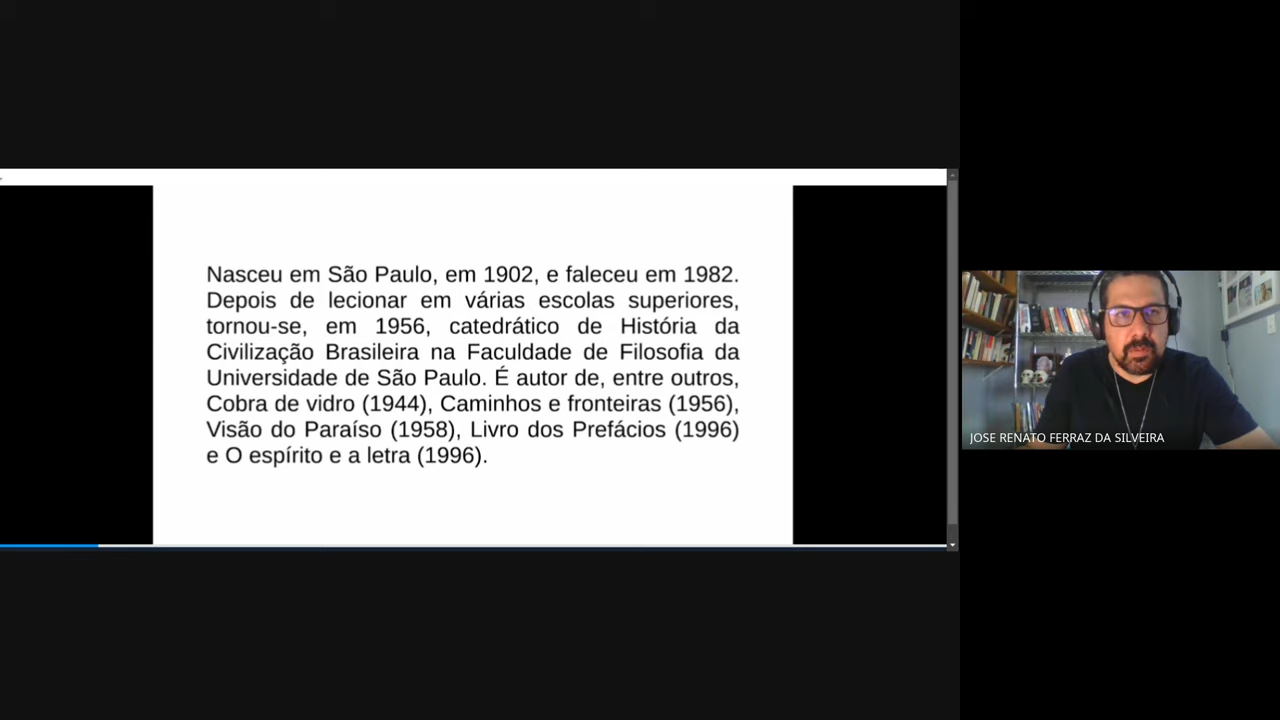 Nasceu em São Paulo, em 1902, e faleceu em 1982.
Depois de lecionar em várias escolas superiores,
tornou-se, em 1956, catedrático de História da
Civilização Brasileira na Faculdade de Filosofia da
Universidade de São Paulo. É autor de, entre outros,
Cobra de vidro (1944), Caminhos e fronteiras (1956),
Visão do Paraíso (1958), Livro dos Prefácios (1996)
e O espírito e a letra (1996).
JOSE RENATO FERRAZ DA SILVEIRA